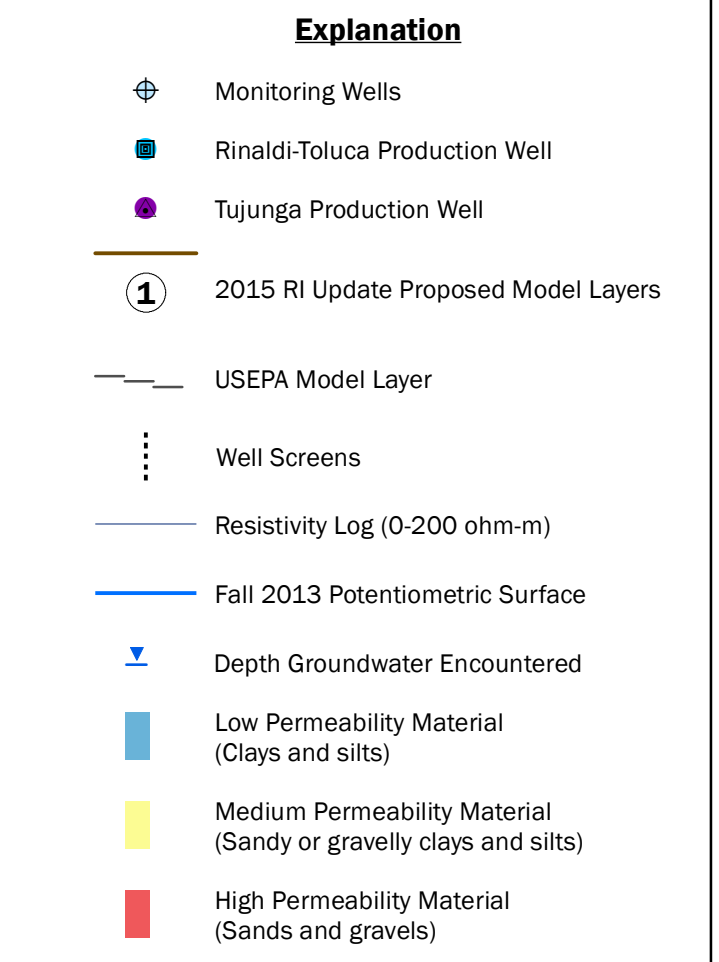 Explanation
Monitoring Wells
Rinaldi-Toluca Production Well
Tujunga Production Well
1 2015 RI Update Proposed Model Layers
USEPA Model Layer
Well Screens
Resistivity Log (0-200 ohm-m)
Fall 2013 Potentiometric Surface
Depth Groundwater Encountered
Low Permeability Material
(Clays and silts)
Medium Permeability Material
(Sandy or gravelly clays and silts)
High Permeability Material
(Sands and gravels)